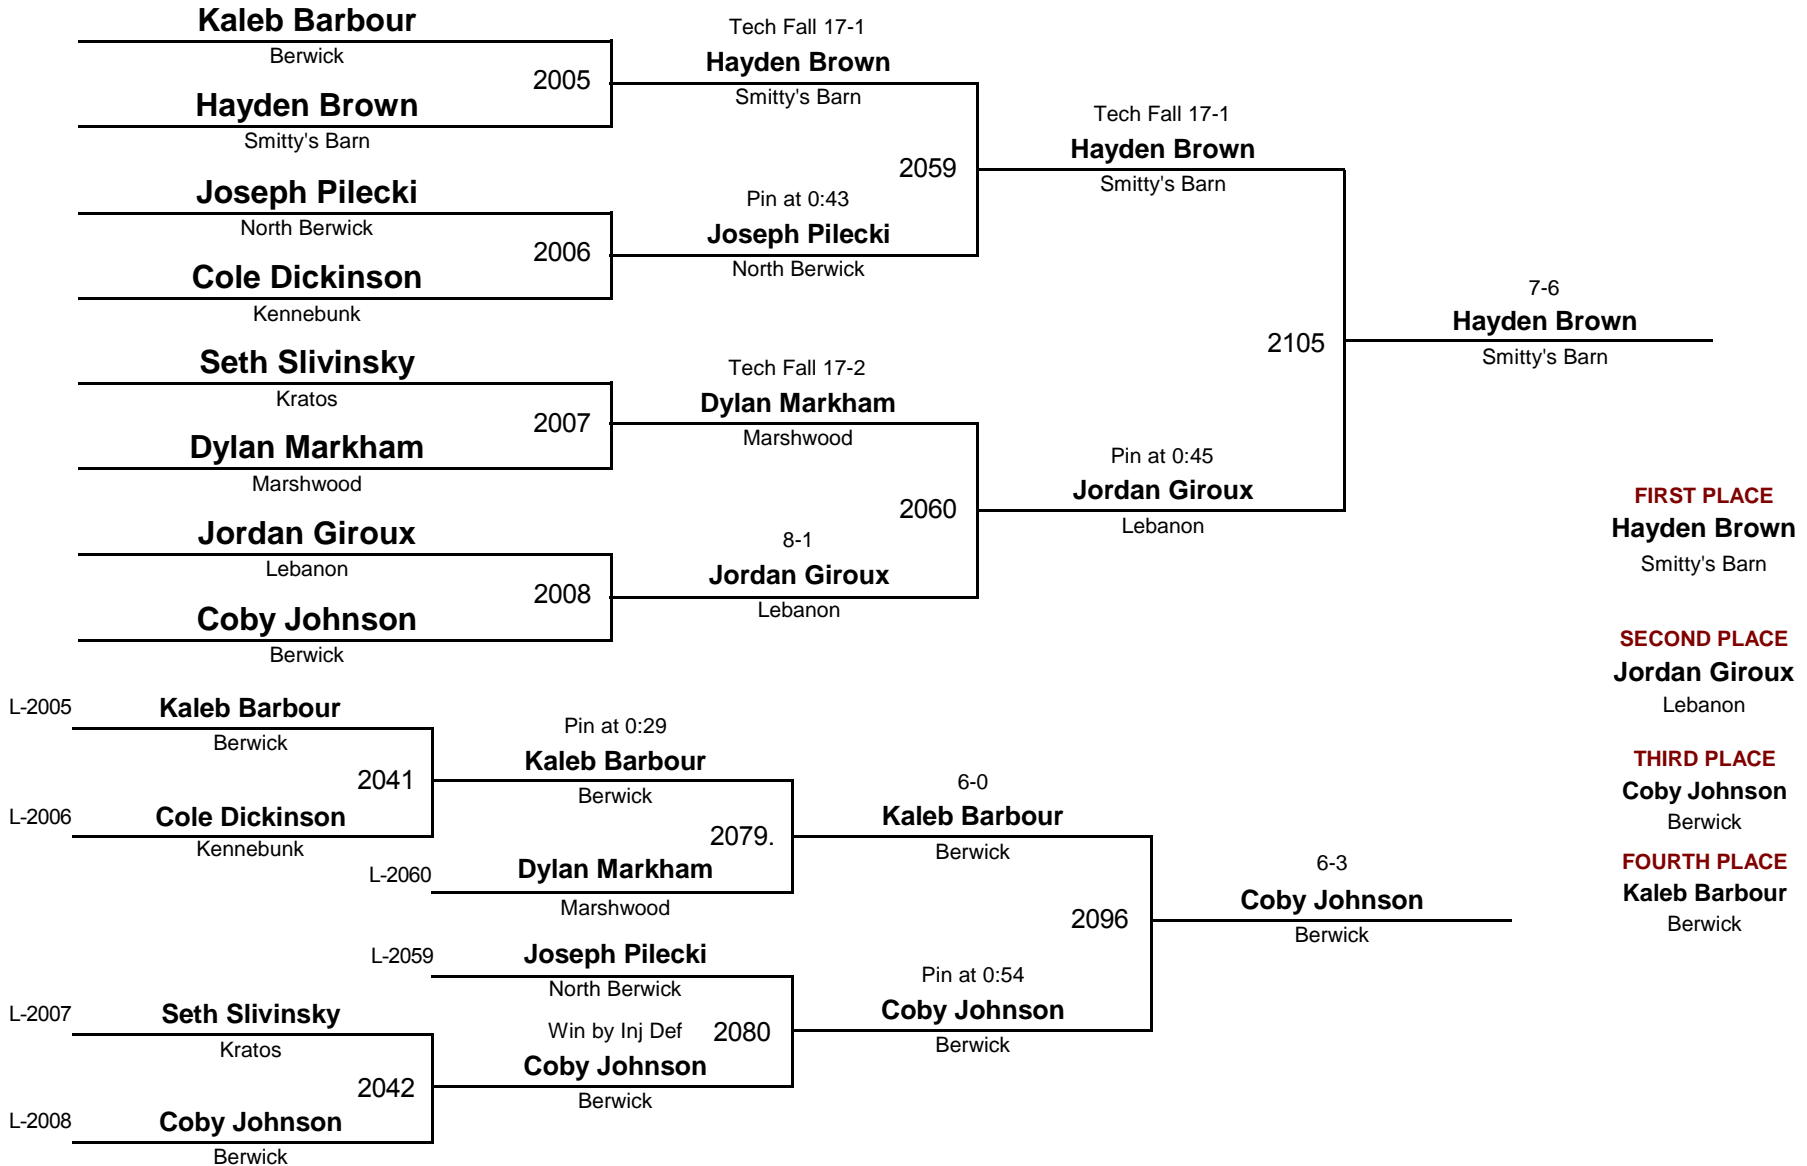 Kaleb Barbour
Berwick
2005
Hayden Brown
Smitty's Barn
Tech Fall 17-1
Hayden Brown
Smitty's Barn
Joseph Pilecki
North Berwick
2006
Cole Dickinson
Kennebunk
Pin at 0:43
Joseph Pilecki
North Berwick
2059
Tech Fall 17-1
Hayden Brown
Smitty's Barn
Seth Slivinsky
Kratos
2007
Dylan Markham
Marshwood
Tech Fall 17-2
Dylan Markham
Marshwood
Jordan Giroux
Lebanon
2008
Coby Johnson
Berwick
8-1
Jordan Giroux
Lebanon
2060
Pin at 0:45
Jordan Giroux
Lebanon
2105
7-6
Hayden Brown
Smitty's Barn
FIRST PLACE
Hayden Brown
Smitty's Barn
SECOND PLACE
Jordan Giroux
Lebanon
THIRD PLACE
Coby Johnson
Berwick
FOURTH PLACE
Kaleb Barbour
Berwick
L-2005
Kaleb Barbour
Berwick
2041
L-2006
Cole Dickinson
Kennebunk
Pin at 0:29
Kaleb Barbour
Berwick
2079.
L-2060
Dylan Markham
Marshwood
6-0
Kaleb Barbour
Berwick
L-2059
Joseph Pilecki
North Berwick
L-2007
Seth Slivinsky
Kratos
2042
L-2008
Coby Johnson
Berwick
Win by Inj Def
2080
Coby Johnson
Berwick
Pin at 0:54
Coby Johnson
Berwick
2096
6-3
Coby Johnson
Berwick